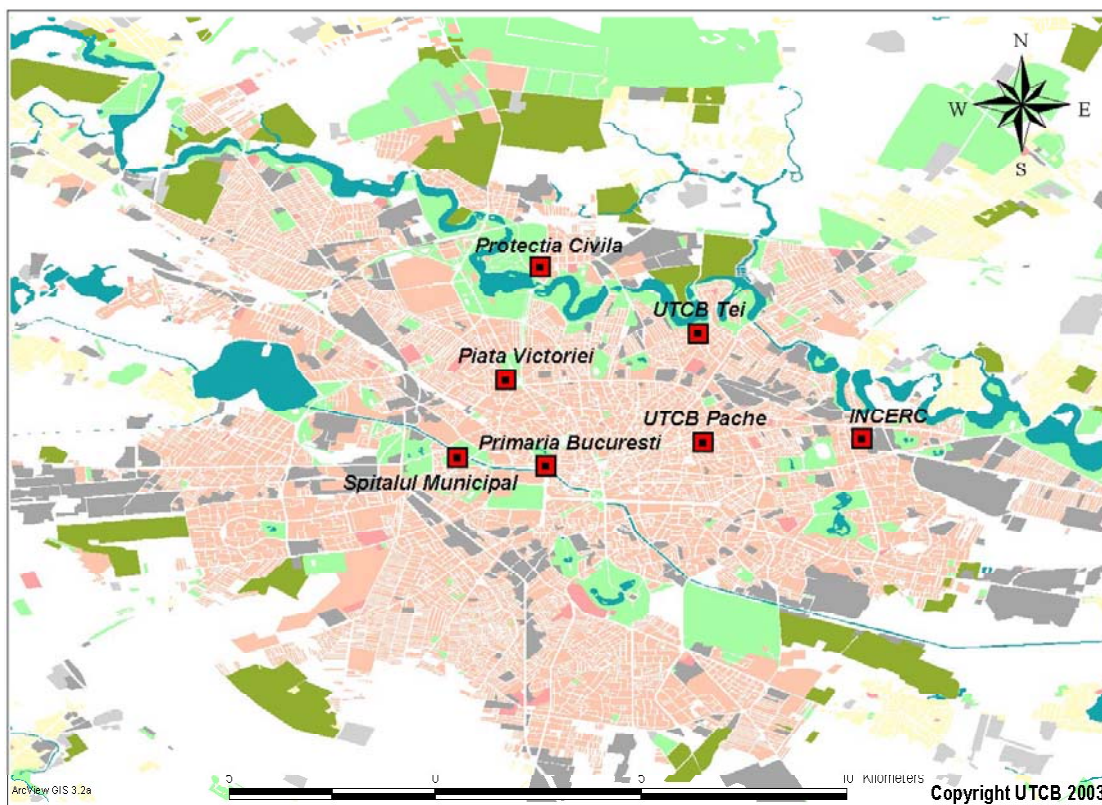 N
W E
S
Protectia Civila
UTCB Tei
Piata Victoriei
UTCB Pache
INCERC
Primaria Bucuresti
Spitalul Municipal
5 0 5 10 Kilometers
ArcView GIS 3.2a
Copyright UTCB 2003